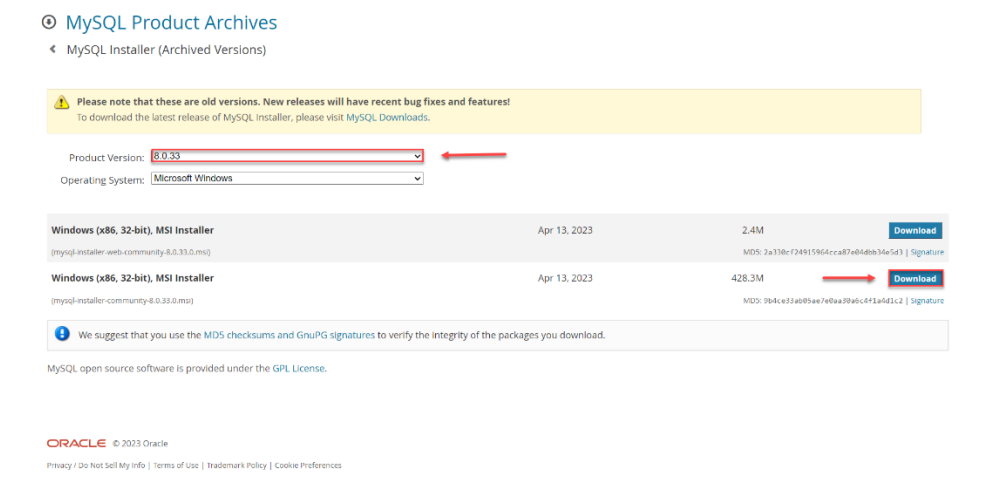 MySQL Product Archives
MySQL Installer (Archived Versions)
Please note that these are old versions. New releases will have recent bug fixes and features!
To download the latest release of MySQL Installer, please visit MySQL Downloads.
Product Version: 8.0.33
Operating System: Microsoft Windows
Windows (x86, 32-bit), MSI Installer Apr 13, 2023 2.4M Download
(mysql-installer-web-community-8.0.33.0.msi) MD5: 2a330cf24915964cca87e04dbb34e5d3 | Signature
Windows (x86, 32-bit), MSI Installer Apr 13, 2023 428.3M Download
(mysql-installer-community-8.0.33.0.msi) MD5: 9b4ce33ab05ae7e0aa30a6c4f1a4d1c2 | Signature
We suggest that you use the MD5 checksums and GnuPG signatures to verify the integrity of the packages you download.
MySQL open source software is provided under the GPL License.
ORACLE © 2023 Oracle
Privacy / Do Not Sell My Info | Terms of Use | Trademark Policy | Cookie Preferences